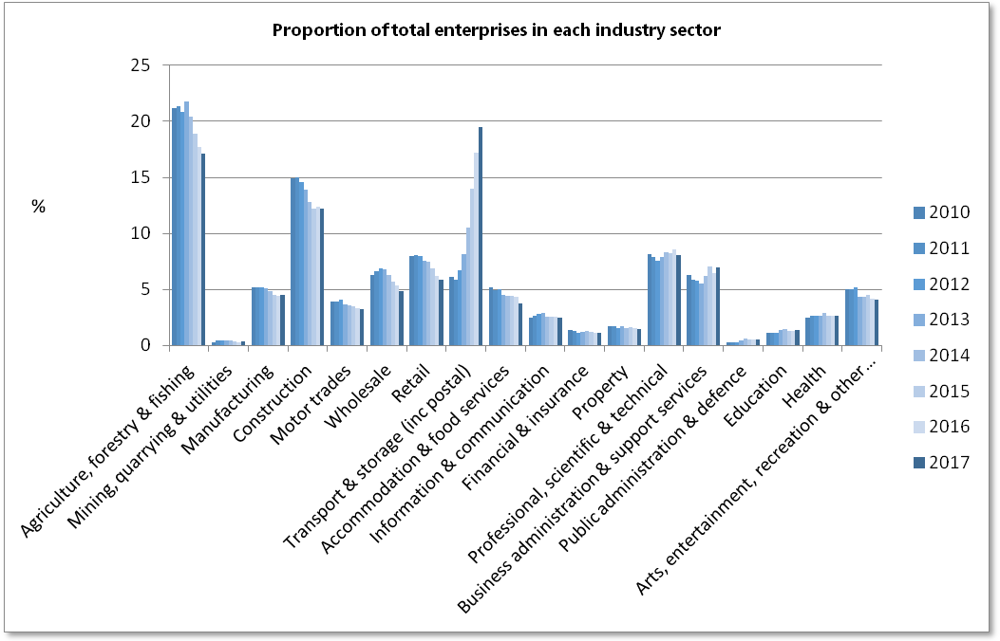 Proportion of total enterprises in each industry sector
25
20
15
10
5
0
%
Agriculture, forestry & fishing
Mining, quarrying & utilities
Manufacturing
Construction
Motor trades
Wholesale
Retail
Transport & storage (inc postal)
Accommodation & food services
Information & communication
Financial & insurance
Property
Professional, scientific & technical
Business administration & support services
Public administration & defence
Education
Health
Arts, entertainment, recreation & other...
2010
2011
2012
2013
2014
2015
2016
2017